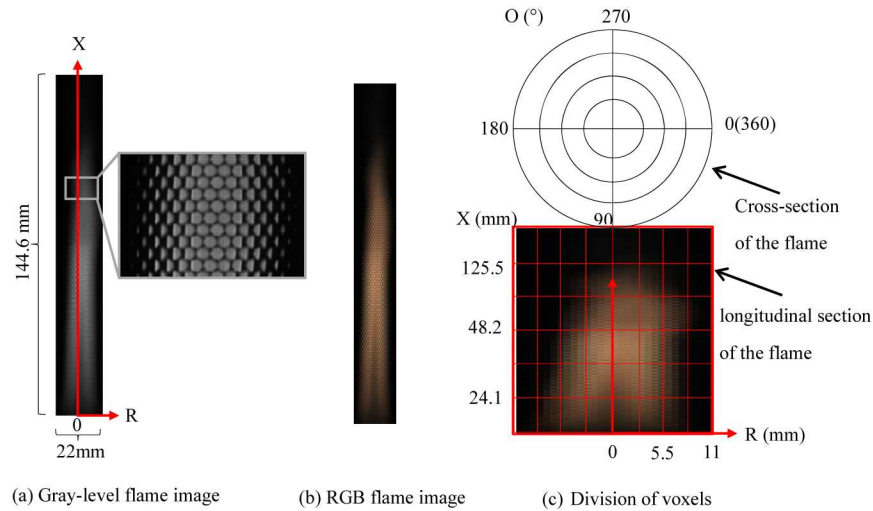 O (°)
270
180
0(360)
90
Cross-section
of the flame
X
144.6 mm
0
R
22mm
X (mm)
125.5
48.2
24.1
0
5.5
11
R (mm)
longitudinal section
of the flame
(a) Gray-level flame image
(b) RGB flame image
(c) Division of voxels